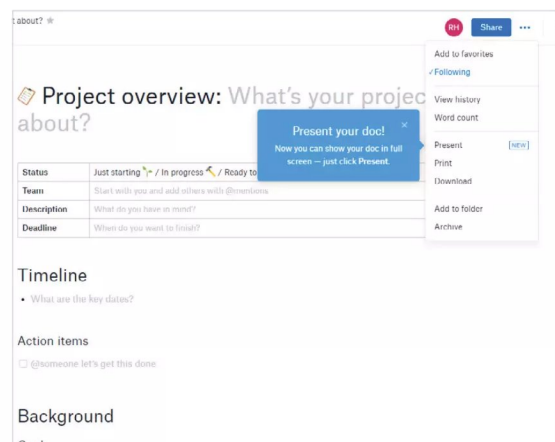 about?
RH
Share
Add to favorites
Following
View history
Word count
Present NEW
Print
Download
Add to folder
Archive
Project overview: What's your projec
about?
Present your doc!
Now you can show your doc in full
screen — just click Present.
Status Just starting / In progress / Ready to
Team Start with you and add others with @mentions
Description What do you have in mind?
Deadline When do you want to finish?
Timeline
What are the key dates?
Action items
@someone let's get this done
Background